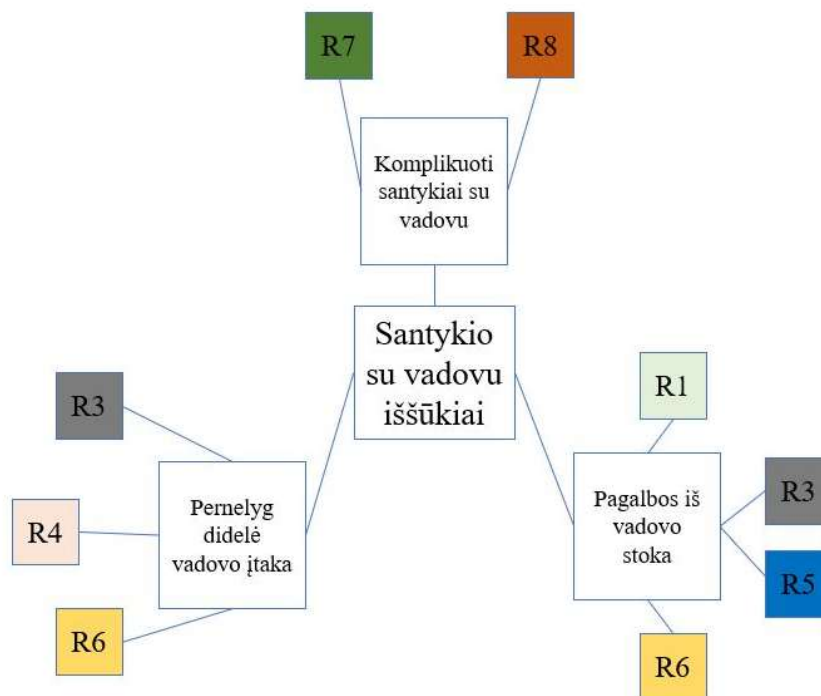 R7
R8
Komplikuoti
santykiai su
vadovu
Santykio
su vadovu
iššūkiai
R3
R4
R6
Pernelyg
didelė
vadovo įtaka
R1
Pagalbos iš
vadovo
stoka
R3
R5
R6